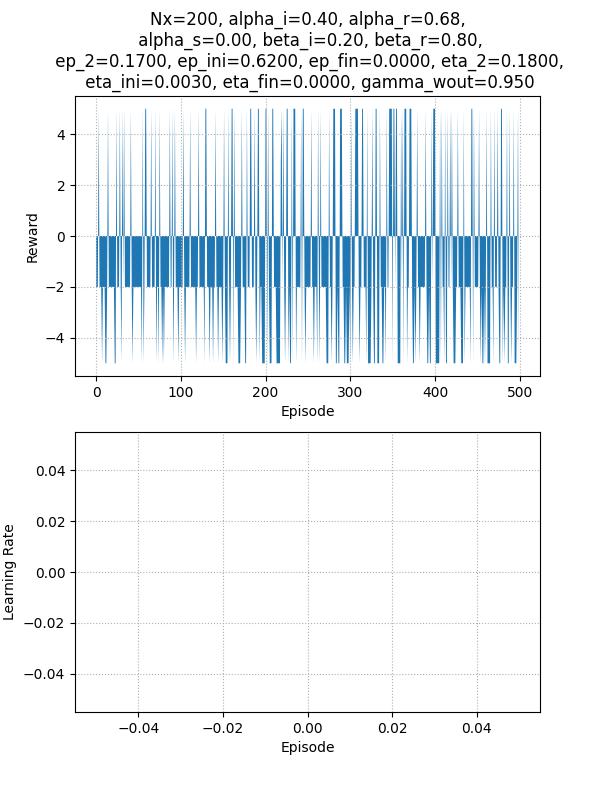 Nx=200, alpha_i=0.40, alpha_r=0.68,
alpha_s=0.00, beta_i=0.20, beta_r=0.80,
ep_2=0.1700, ep_ini=0.6200, ep_fin=0.0000, eta_2=0.1800,
eta_ini=0.0030, eta_fin=0.0000, gamma_wout=0.950
Reward
4
2
0
−2
−4
0 100 200 300 400 500
Episode
Learning Rate
0.04
0.02
0.00
−0.02
−0.04
−0.04 −0.02 0.00 0.02 0.04
Episode